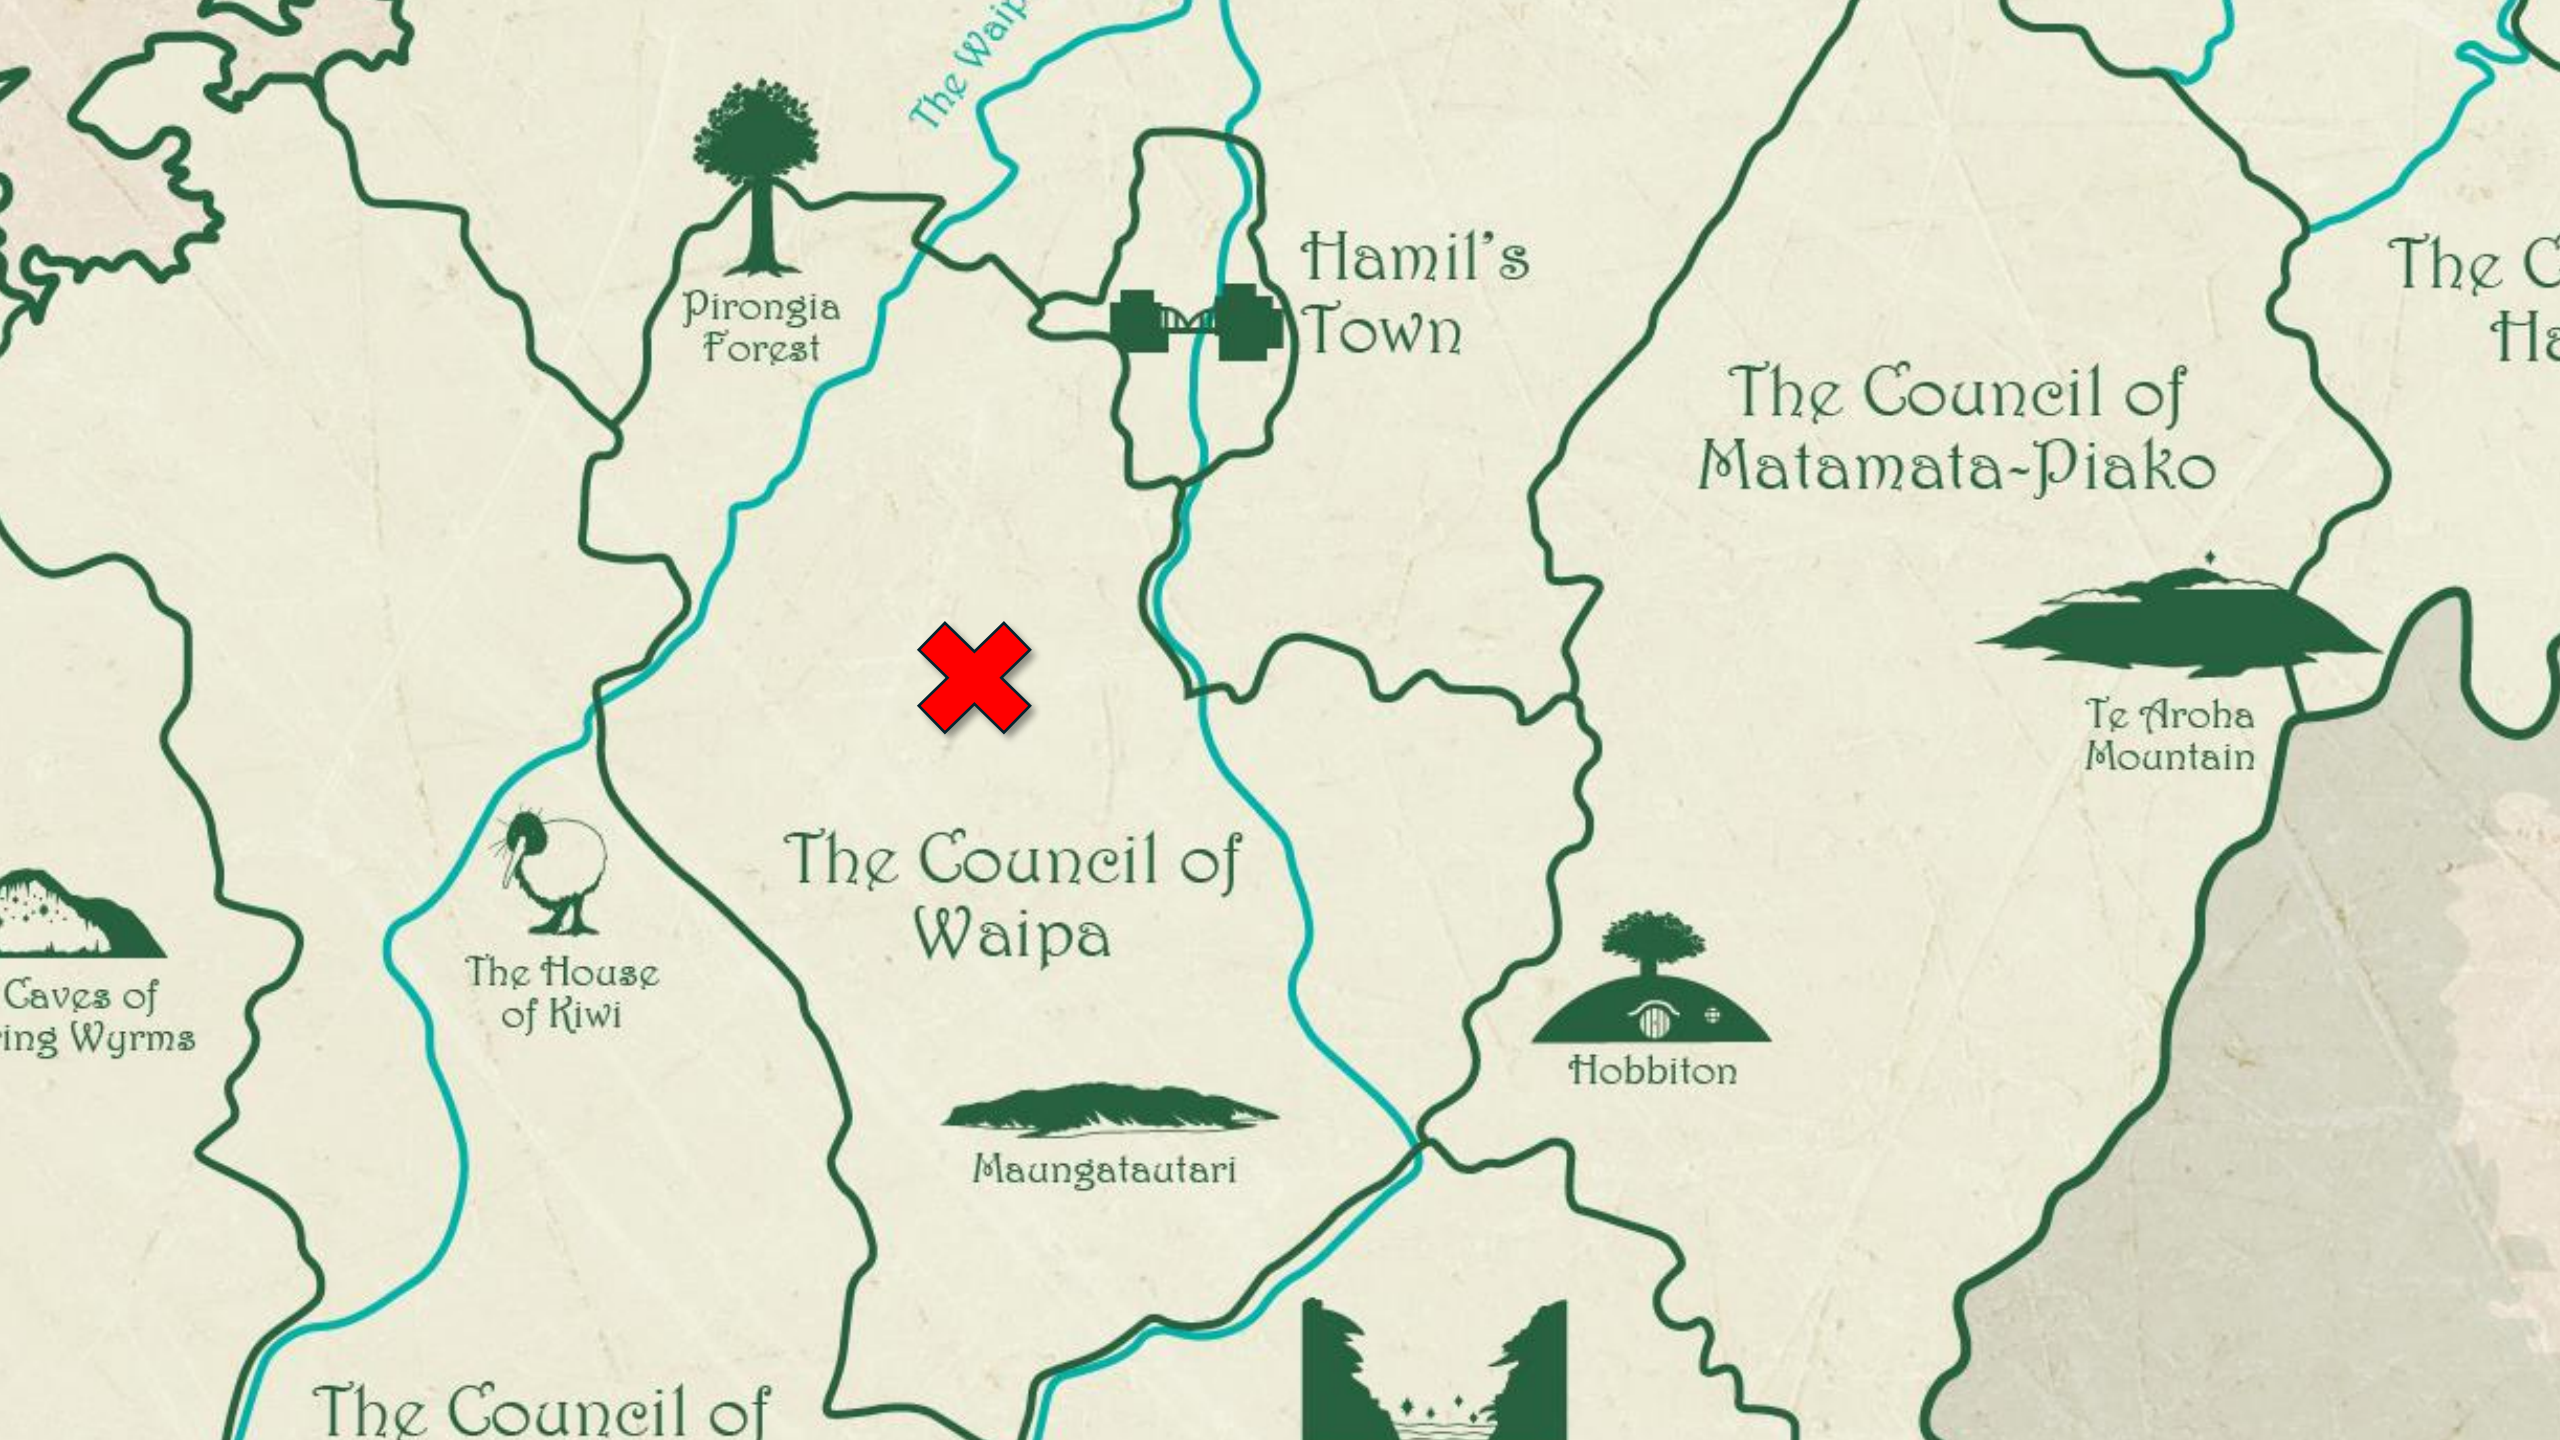 The Waip
Pirongia
Forest
Hamil's
Town
The C
Ha
The Council of
Matamata-Piako
Te Aroha
Mountain
The Council of
Waipa
The House
of Kiwi
Caves of
ring Wyrms
Hobbiton
Maungatautari
The Council of